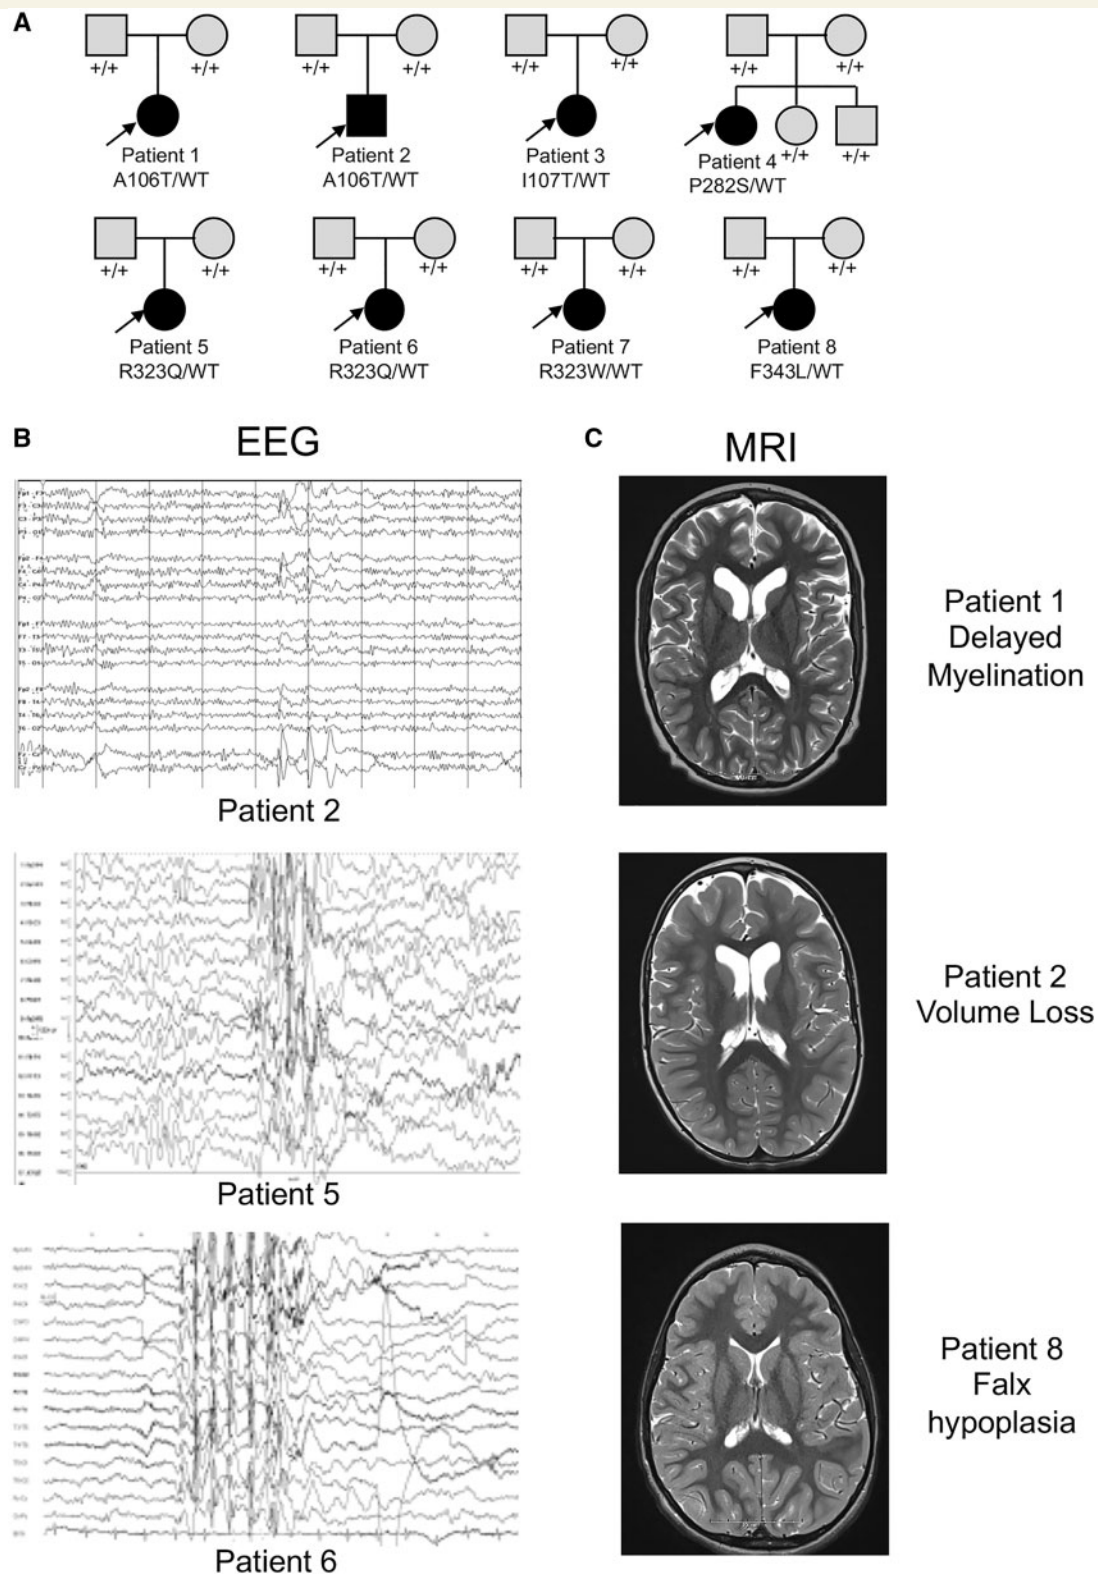 A
+/+ +/+ +/+ +/+ +/+ +/+ +/+ +/+
Patient 1 Patient 2 Patient 3 Patient 4 +/+ +/+
A106T/WT A106T/WT I107T/WT P282S/WT
+/+ +/+ +/+ +/+ +/+ +/+ +/+ +/+
Patient 5 Patient 6 Patient 7 Patient 8
R323Q/WT R323Q/WT R323W/WT F343L/WT
B EEG C MRI
Patient 1
Delayed
Myelination
Patient 2
Patient 2
Volume Loss
Patient 5
Patient 8
Falx
hypoplasia
Patient 6